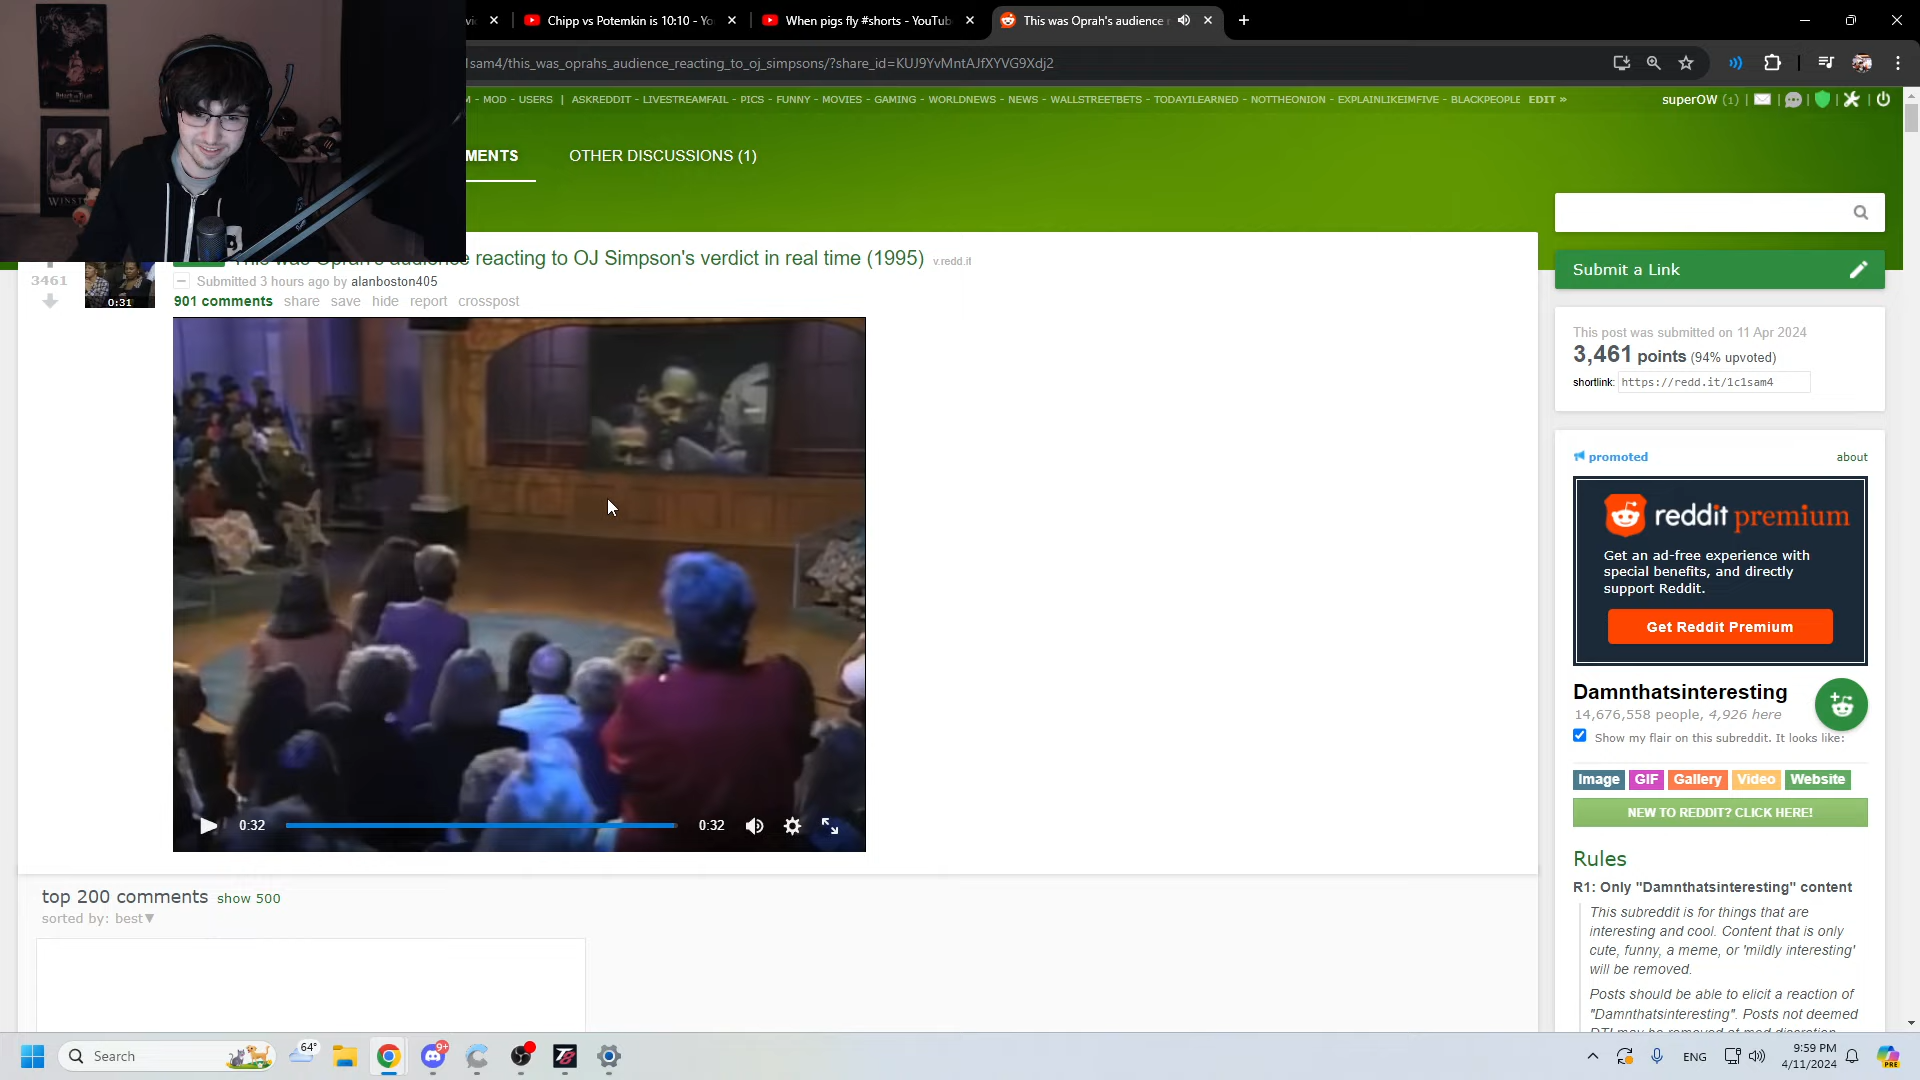 Chipp vs Potemkin is 10:10 - Yo
When pigs fly #shorts - YouTub
This was Oprah's audience r
sam4/this_was_oprahs_audience_reacting_to_oj_simpsons/?share_id=KUJ9YvMntAJfXYVG9Xdj2
MOD - USERS | ASKREDDIT - LIVESTREAMFAIL - PICS - FUNNY - MOVIES - GAMING - WORLDNEWS - NEWS - WALLSTREETBETS - TODAYILEARNED - NOTTHEONION - EXPLAINLIKEIMFIVE - BLACKPEOPLE EDIT »
superOW (1)
MENTS
OTHER DISCUSSIONS (1)
reacting to OJ Simpson's verdict in real time (1995) v.redd.it
3461
Submitted 3 hours ago by alanboston405
0:31
901 comments share save hide report crosspost
WINST
0:32
0:32
top 200 comments show 500
sorted by: best▼
Submit a Link
This post was submitted on 11 Apr 2024
3,461 points (94% upvoted)
shortlink: https://redd.it/1c1sam4
promoted
about
reddit premium
Get an ad-free experience with
special benefits, and directly
support Reddit.
Get Reddit Premium
Damnthatsinteresting
14,676,558 people, 4,926 here
Show my flair on this subreddit. It looks like:
Image GIF Gallery Video Website
NEW TO REDDIT? CLICK HERE!
Rules
R1: Only "Damnthatsinteresting" content
This subreddit is for things that are
interesting and cool. Content that is only
cute, funny, a meme, or 'mildly interesting'
will be removed.
Posts should be able to elicit a reaction of
"Damnthatsinteresting". Posts not deemed
Search
64°
9+
T8
ENG
9:59 PM
4/11/2024
PRE